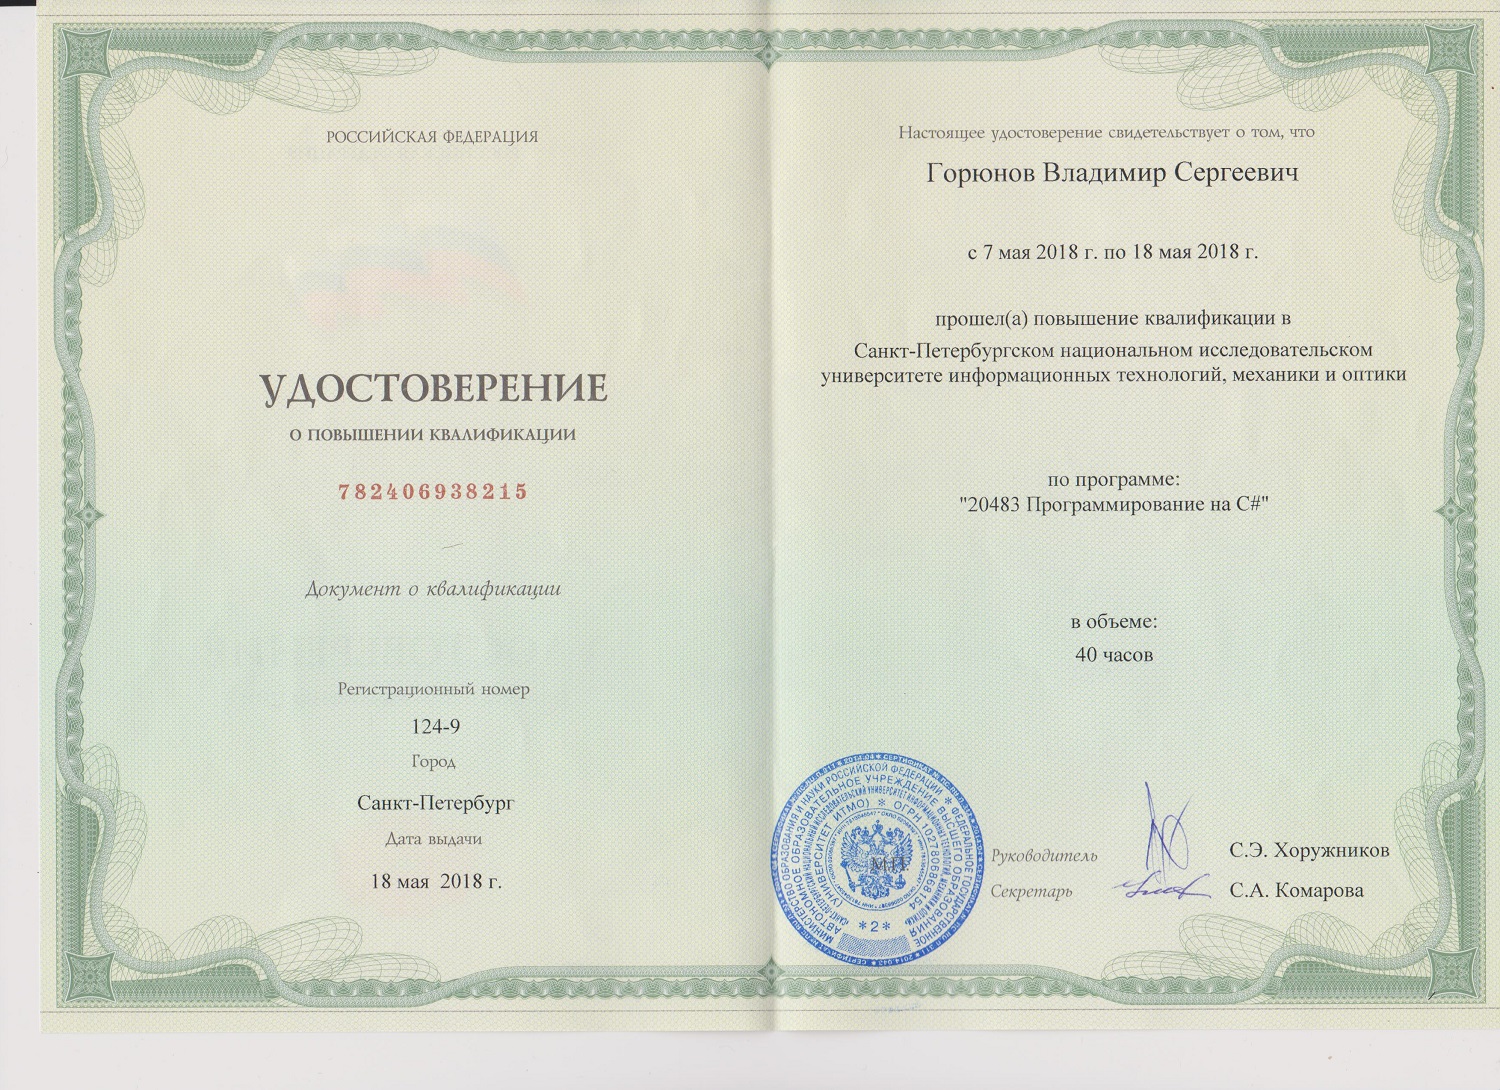 РОССИЙСКАЯ ФЕДЕРАЦИЯ
УДОСТОВЕРЕНИЕ
О ПОВЫШЕНИИ КВАЛИФИКАЦИИ
782406938215
Документ о квалификации
Регистрационный номер
124-9
Город
Санкт-Петербург
Дата выдачи
18 мая 2018 г.
Настоящее удостоверение свидетельствует о том, что
Горюнов Владимир Сергеевич
с 7 мая 2018 г. по 18 мая 2018 г.
прошел(а) повышение квалификации в
Санкт-Петербургском национальном исследовательском
университете информационных технологий, механики и оптики
по программе:
"20483 Программирование на C#"
в объеме:
40 часов
МИНИСТЕРСТВО ОБРАЗОВАНИЯ И НАУКИ РОССИЙСКОЙ ФЕДЕРАЦИИ * ФЕДЕРАЛЬНОЕ ГОСУДАРСТВЕННОЕ
АВТОНОМНОЕ ОБРАЗОВАТЕЛЬНОЕ УЧРЕЖДЕНИЕ ВЫСШЕГО ОБРАЗОВАНИЯ
(УНИВЕРСИТЕТ ИТМО) * ОГРН 1027806868154
*2*
М.П.
Руководитель
С.Э. Хоружников
Секретарь
С.А. Комарова